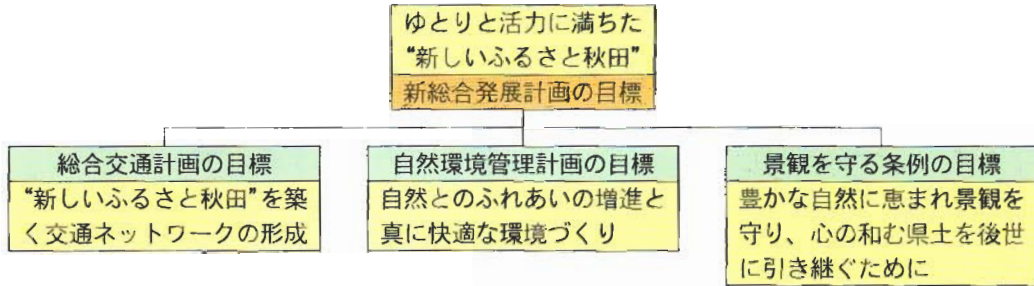 ゆとりと活力に満ちた
“新しいふるさと秋田”
新総合発展計画の目標
総合交通計画の目標
“新しいふるさと秋田”を築
く交通ネットワークの形成
自然環境管理計画の目標
自然とのふれあいの増進と
真に快適な環境づくり
景観を守る条例の目標
豊かな自然に恵まれ景観を
守り、心の和む県土を後世
に引き継ぐために